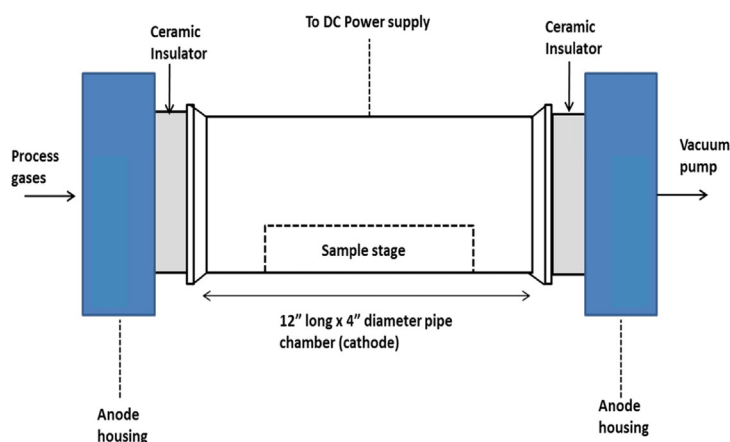 To DC Power supply
Ceramic
Insulator
Ceramic
Insulator
Process
gases
Vacuum
pump
Sample stage
12” long x 4” diameter pipe
chamber (cathode)
Anode
housing
Anode
housing